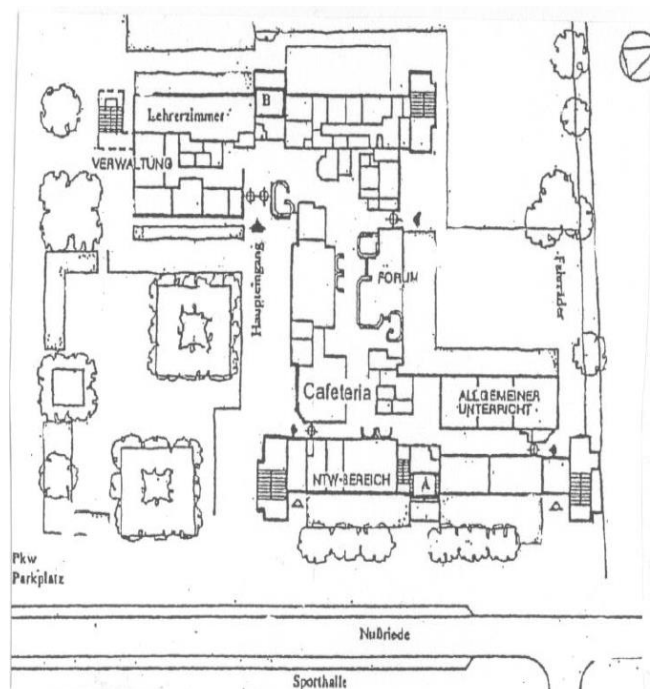 B
Lehrerzimmer
VERWALTUNG
Haupteingang
FORUM
Fahrräder
Cafeteria
ALLGEMEINER
UNTERRICHT
NTW-BEREICH
A
Pkw
Parkplatz
Nußriede
Sporthalle